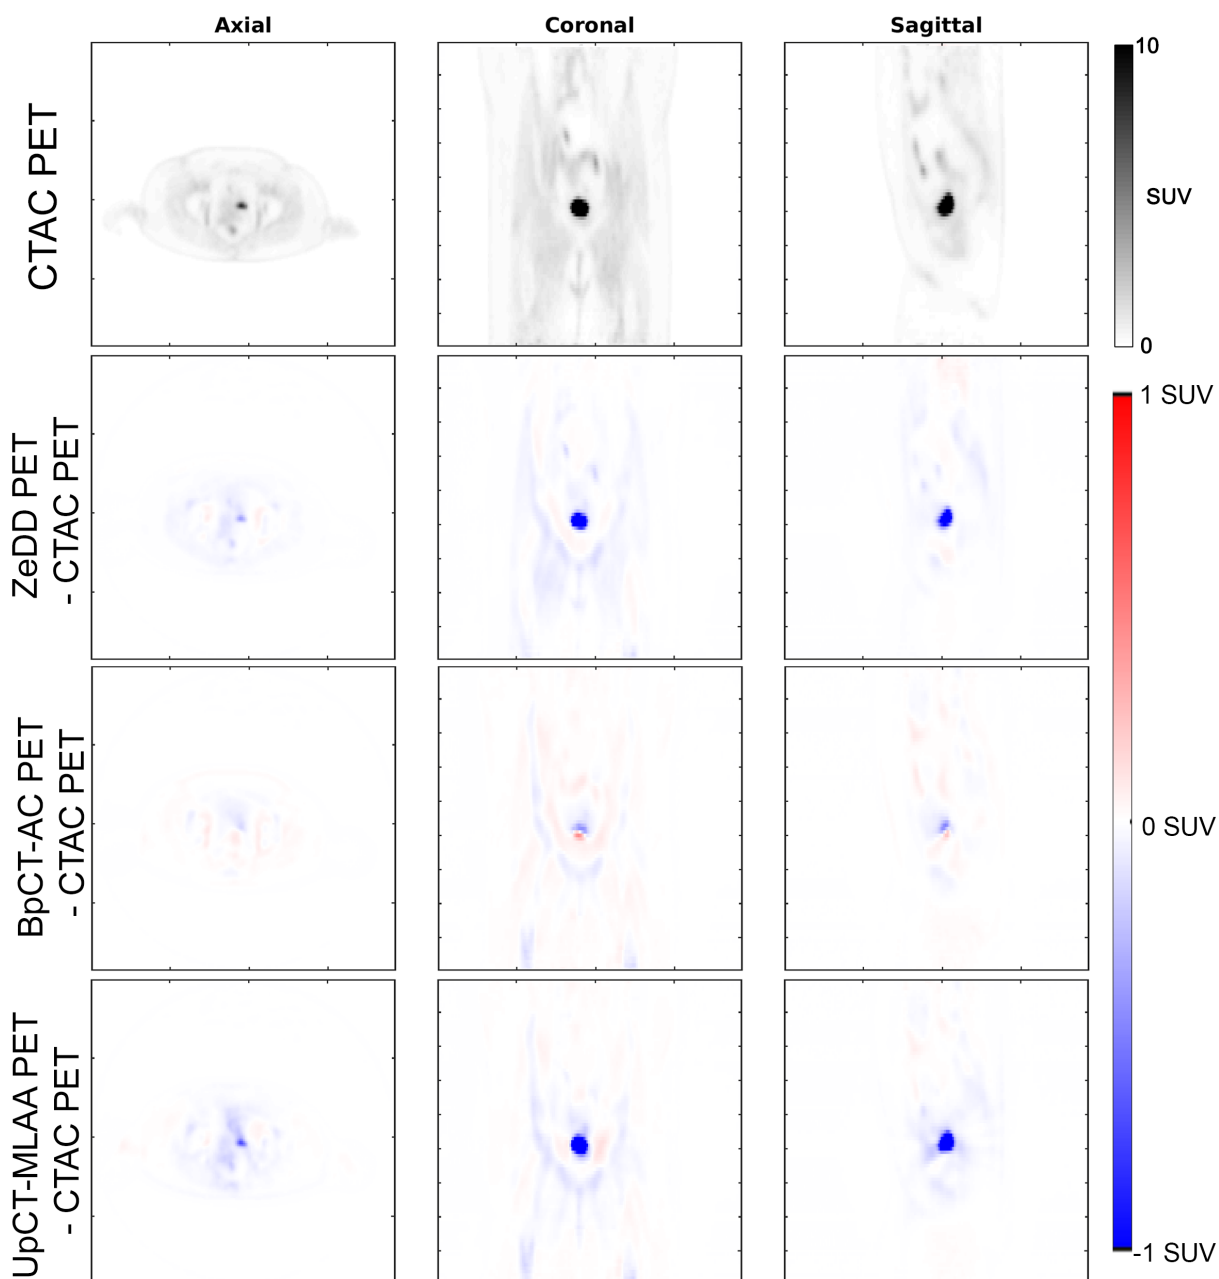 Axial
Coronal
Sagittal
CTAC PET
10
SUV
0
ZeDD PET
- CTAC PET
1 SUV
BpCT-AC PET
- CTAC PET
0 SUV
UpCT-MLAA PET
- CTAC PET
-1 SUV